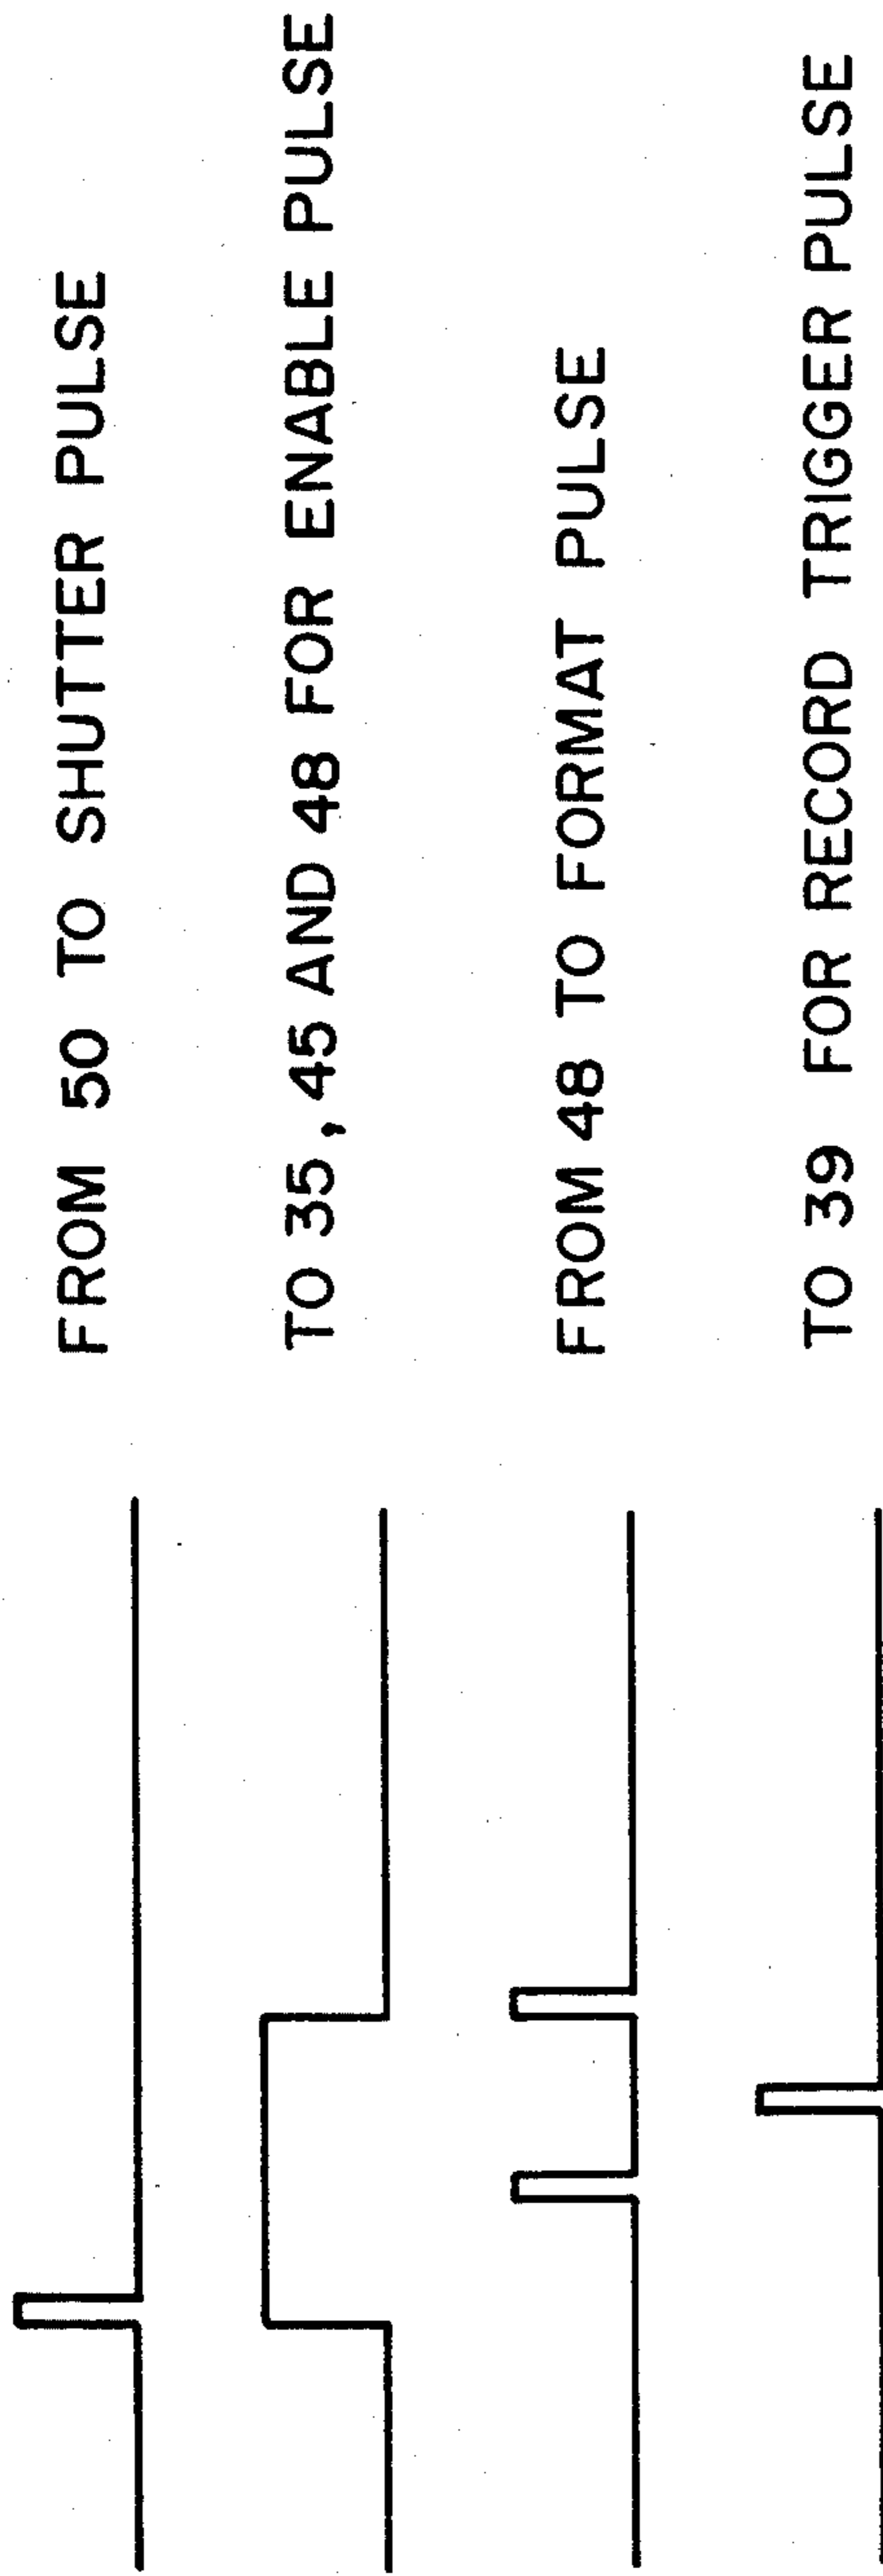 FROM 50 TO SHUTTER PULSE
TO 35, 45 AND 48 FOR ENABLE PULSE
FROM 48 TO FORMAT PULSE
TO 39 FOR RECORD TRIGGER PULSE